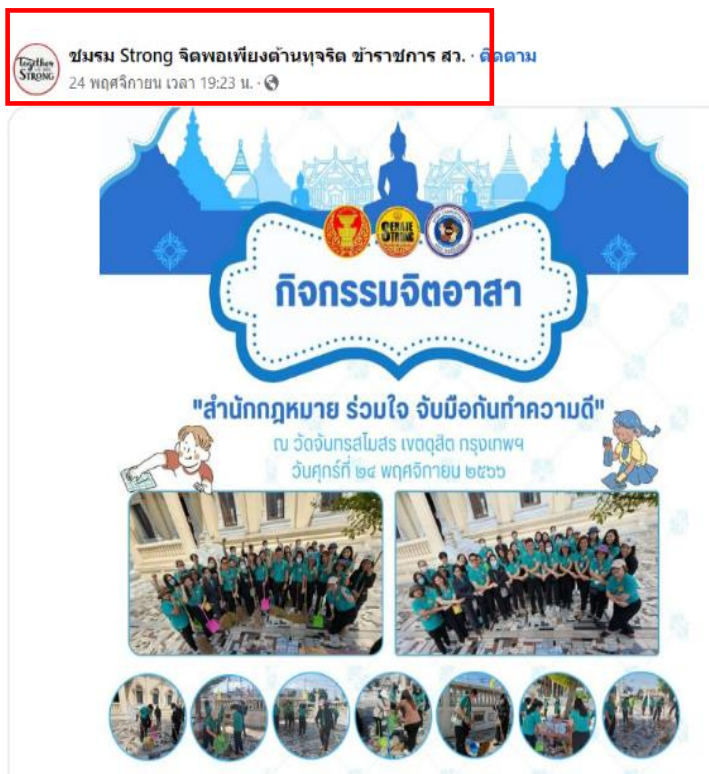 Together
STRONG
ชมรม Strong จิตพอเพียงต้านทุจริต ข้าราชการ สว. · ติดตาม
24 พฤศจิกายน เวลา 19:23 น. ·
SENATE
STRONG
กิจกรรมจิตอาสา
"สำนักกฎหมาย ร่วมใจ จับมือกันทำความดี"
ณ วัดจันทรสโมสร เขตดุสิต กรุงเทพฯ
วันศุกร์ที่ ๒๔ พฤศจิกายน ๒๕๖๖